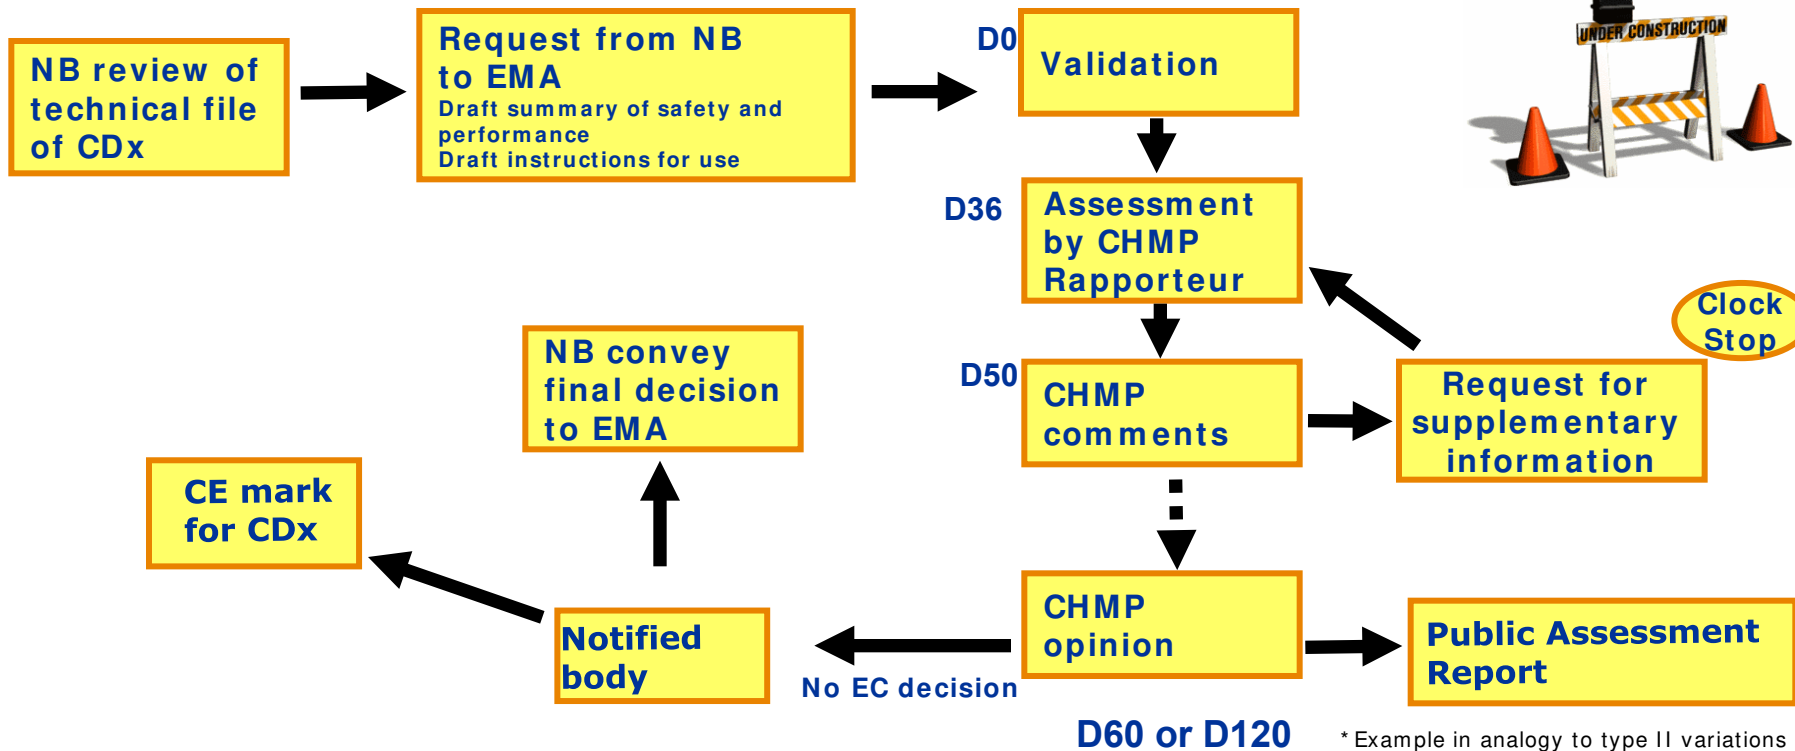 NB review of
technical file
of CDx
Request from NB
to EMA
Draft summary of safety and
performance
Draft instructions for use
D0
Validation
UNDER CONSTRUCTION
D36
Assessment
by CHMP
Rapporteur
Clock
Stop
NB convey
final decision
to EMA
D50
CHMP
comments
Request for
supplementary
information
CE mark
for CDx
Notified
body
No EC decision
CHMP
opinion
Public Assessment
Report
D60 or D120
* Example in analogy to type II variations